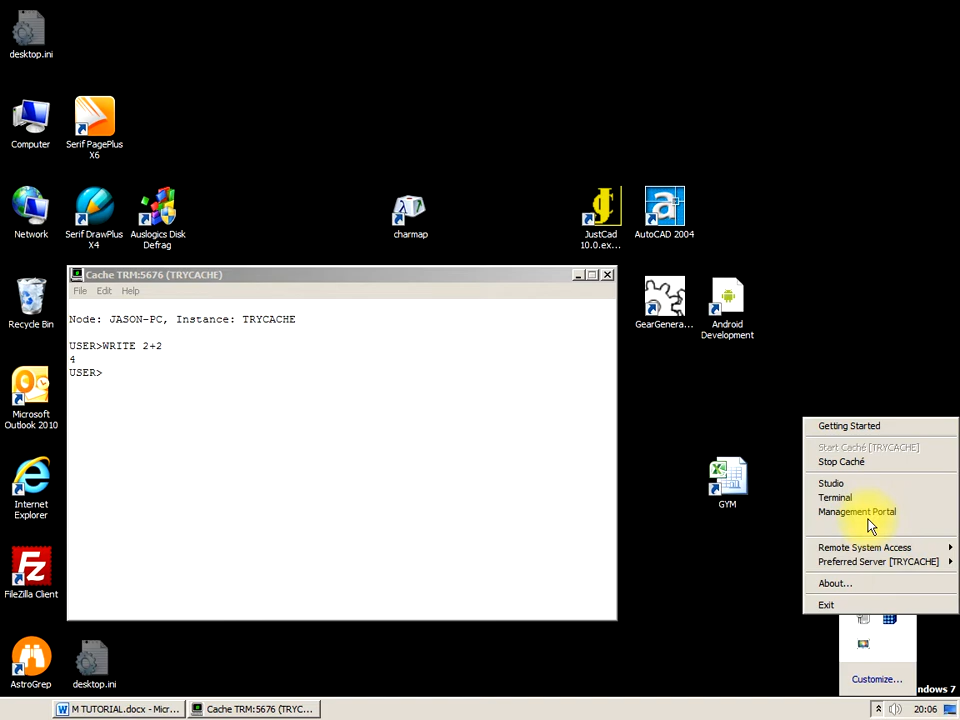 desktop.ini
Computer
Serif PagePlus
X6
Network
Serif DrawPlus
X4
Auslogics Disk
Defrag
charmap
JustCad
10.0.ex...
AutoCAD 2004
Recycle Bin
Cache TRM:5676 (TRYCACHE)
File Edit Help
Node: JASON-PC, Instance: TRYCACHE
USER>WRITE 2+2
4
USER>
GearGenera...
Android
Development
Microsoft
Outlook 2010
Internet
Explorer
GYM
FileZilla Client
AstroGrep
desktop.ini
Getting Started
Start Caché [TRYCACHE]
Stop Caché
Studio
Terminal
Management Portal
Remote System Access
Preferred Server [TRYCACHE]
About...
Exit
Customize...
ndows 7
M TUTORIAL.docx - Micr...
Cache TRM:5676 (TRYC...
20:06